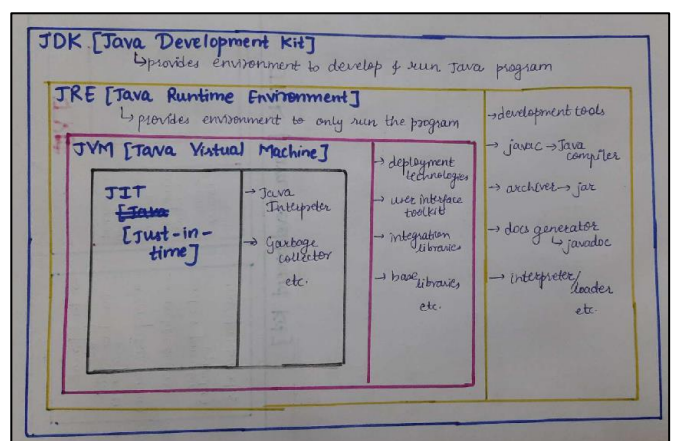 JDK [Java Development Kit]
↳provides environment to develop & run Java program
JRE [Java Runtime Environment]
↳ provides environment to only run the program
JVM [Java Virtual Machine]
JIT
[Java
[Just-in-
time]
→ Java
Interpreter
→ Garbage
collector
etc.
→ deployment
technologies
→ user interface
toolkit
→ integration
libraries
→ base libraries
etc.
→development tools
→ javac → Java
compiler
→ archiver → jar
→ docs generator
↳ javadoc
→ interpreter/
loader
etc.